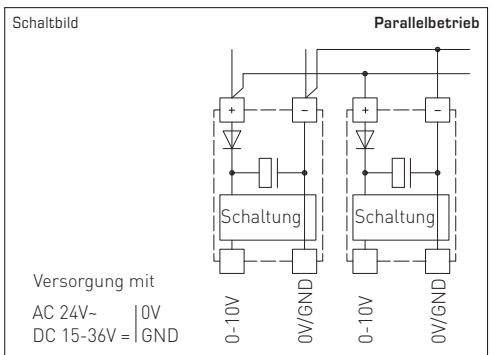 Schaltbild Parallelbetrieb
+ – + –
Schaltung Schaltung
Versorgung mit
AC 24V~ | 0V
DC 15-36V = | GND
0-10V
0V/GND
0-10V
0V/GND